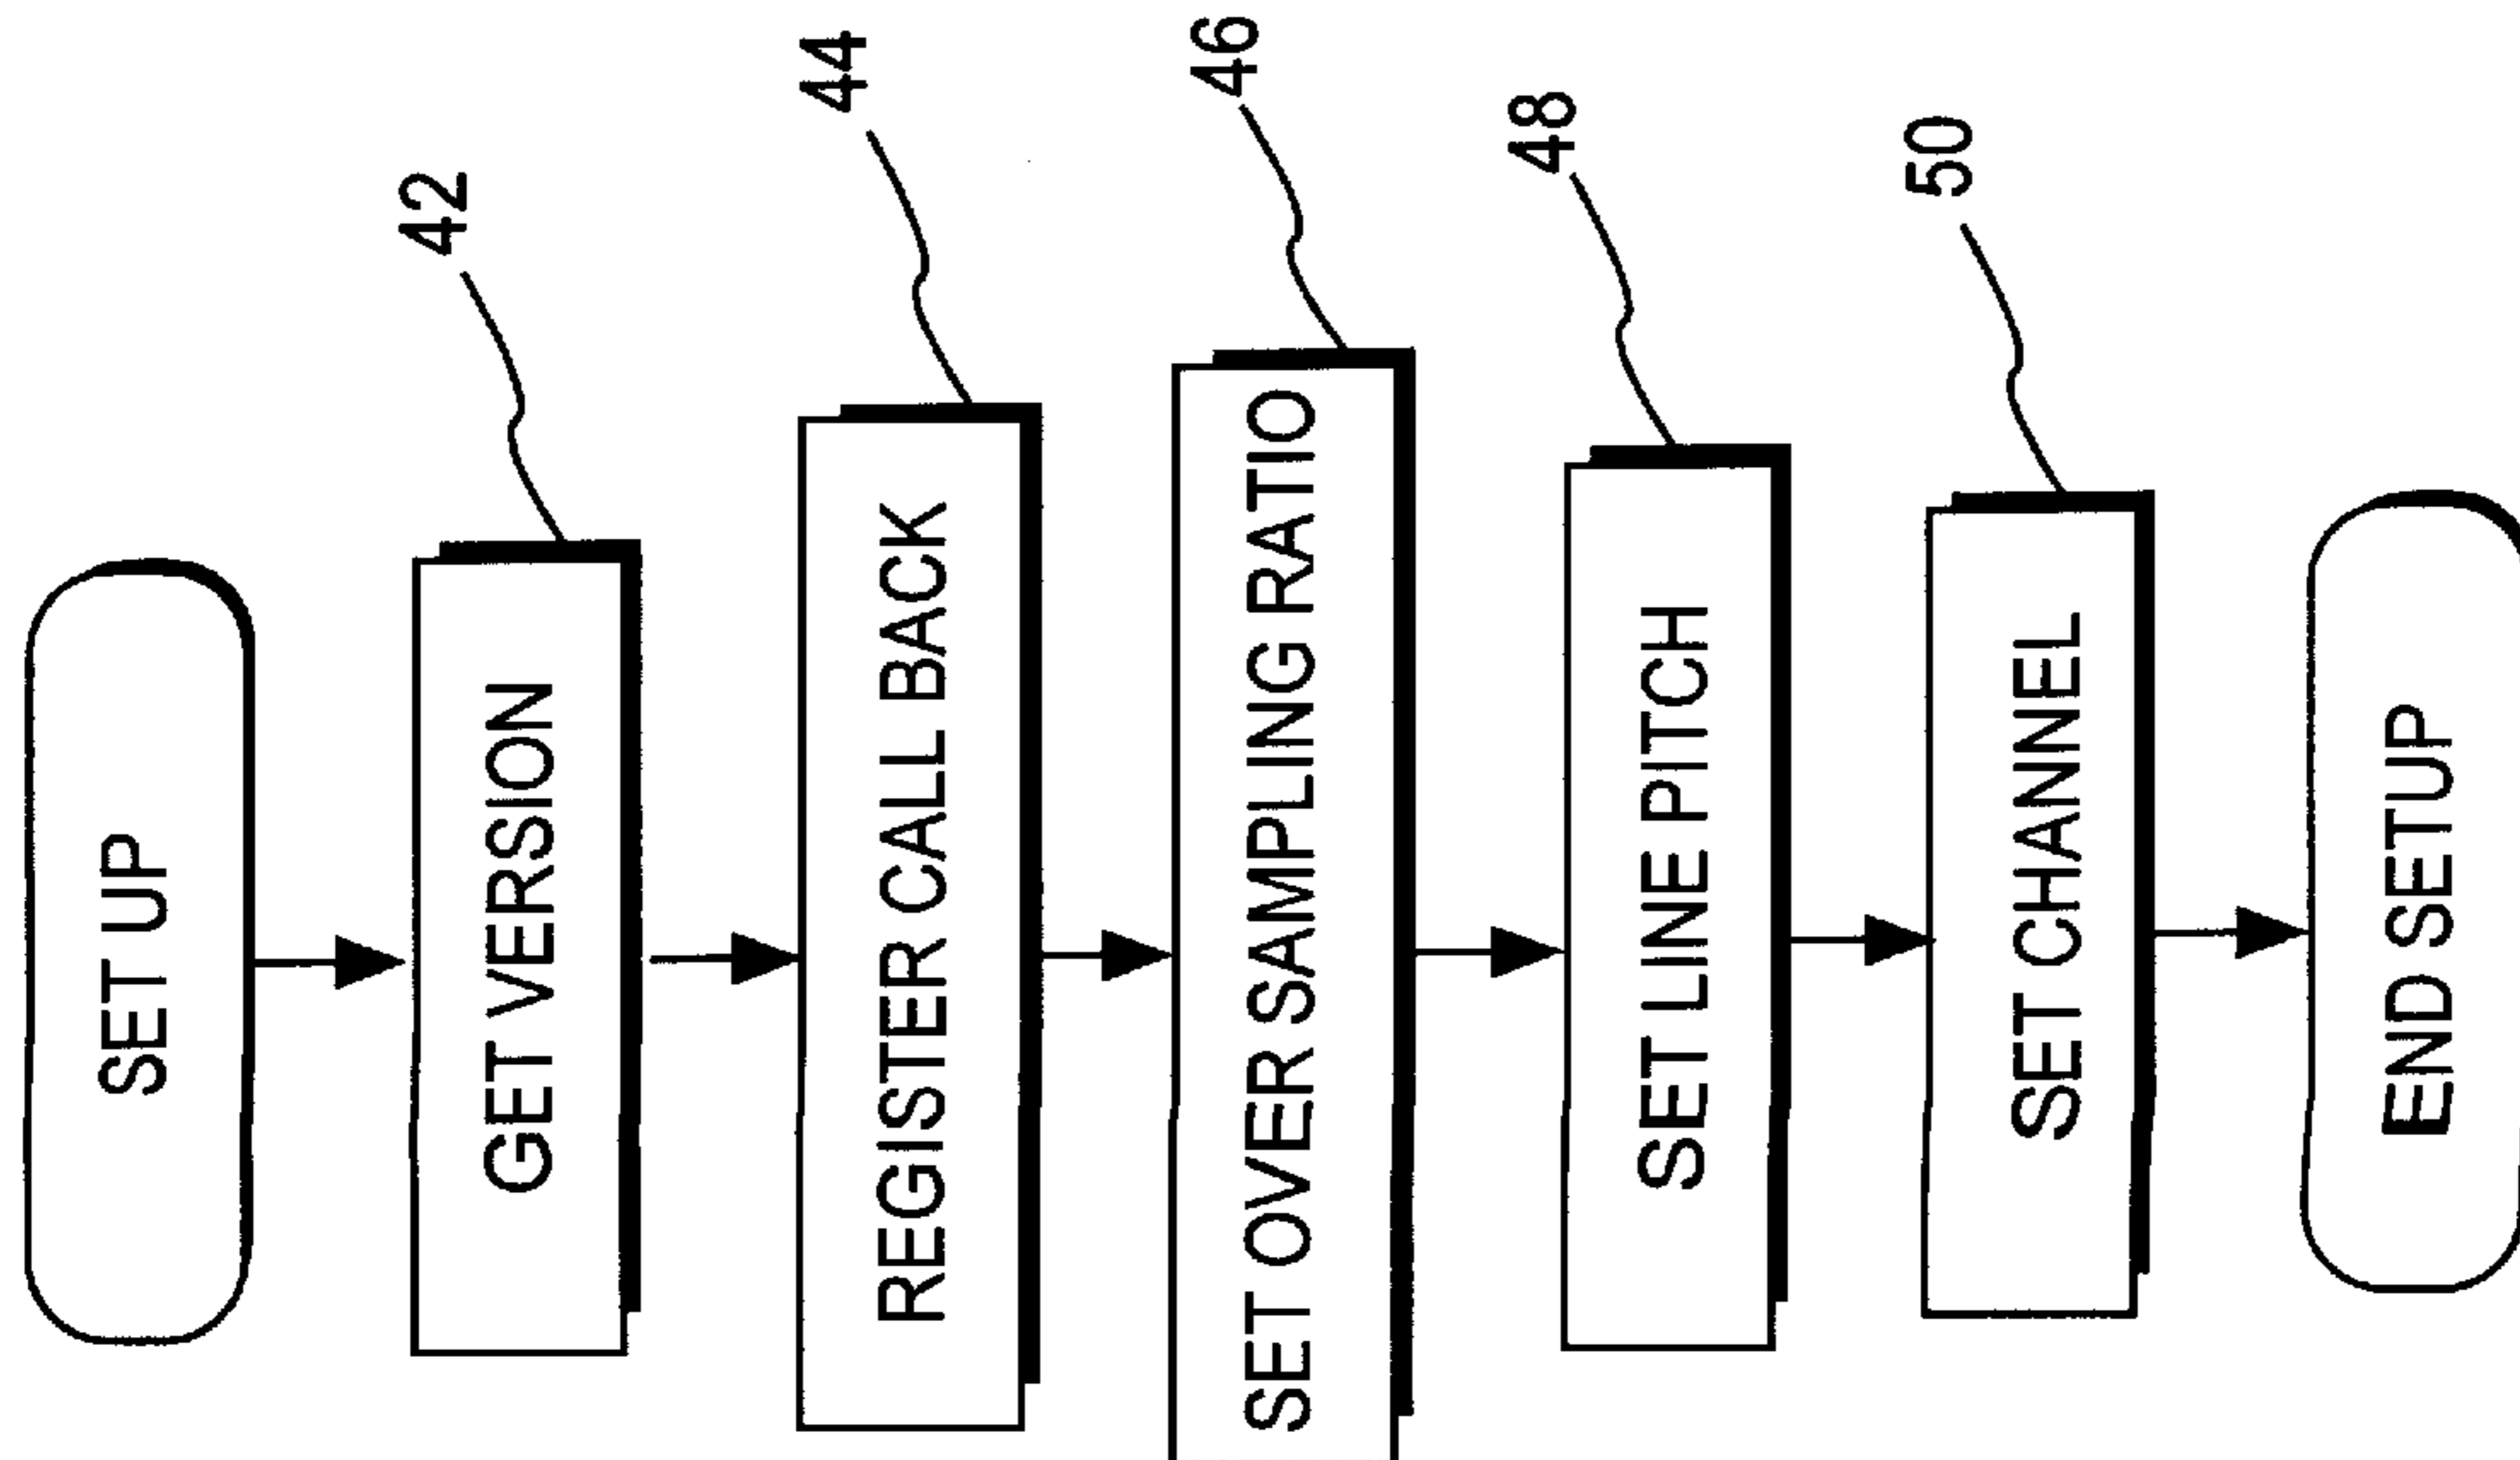 SET UP
42
GET VERSION
44
REGISTER CALL BACK
46
SET OVER SAMPLING RATIO
48
SET LINE PITCH
50
SET CHANNEL
END SETUP